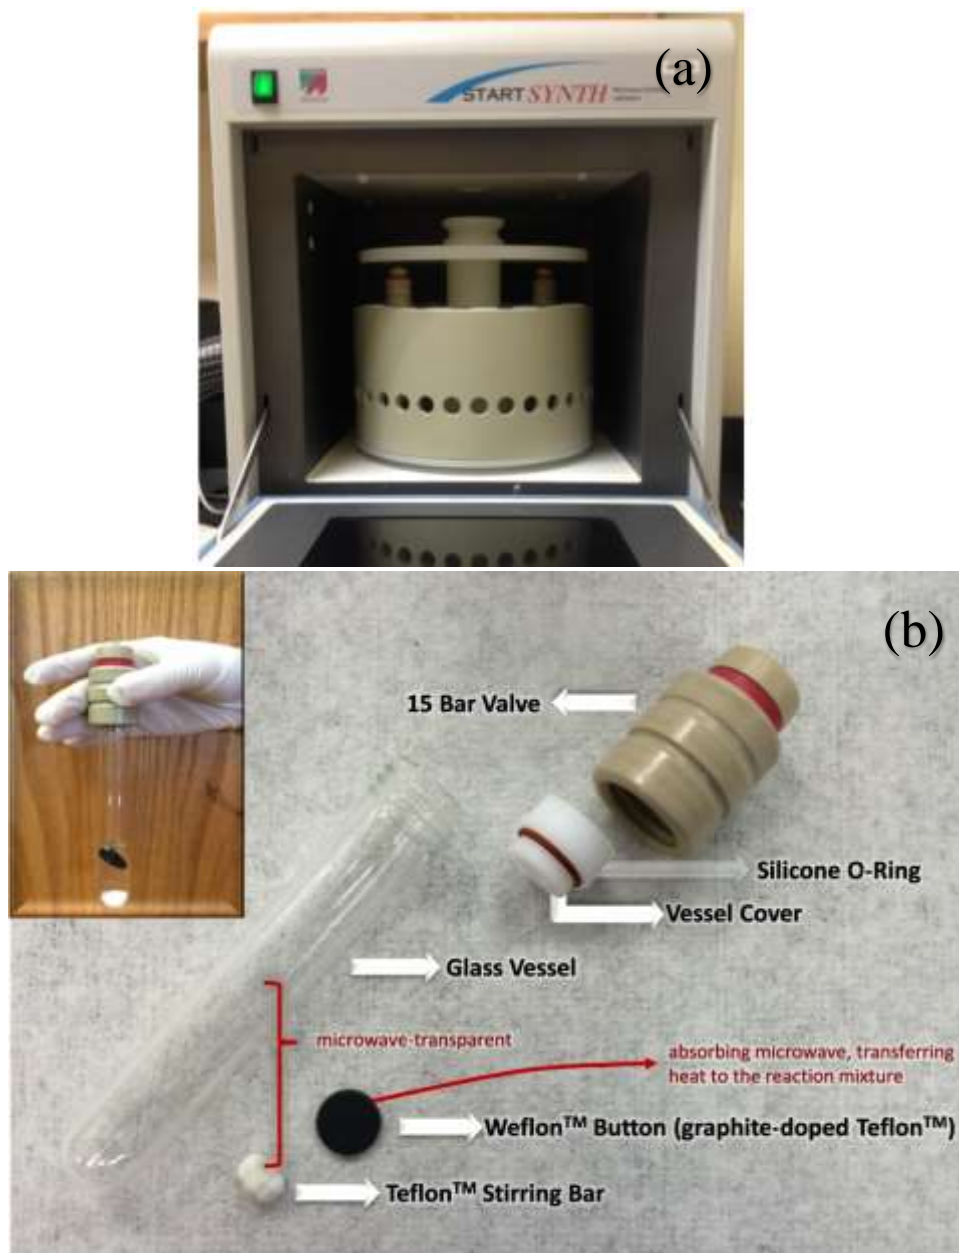 (a)
START SYNTH
(b)
15 Bar Valve
Silicone O-Ring
Vessel Cover
Glass Vessel
microwave-transparent
absorbing microwave, transferring
heat to the reaction mixture
Weflon™ Button (graphite-doped Teflon™)
Teflon™ Stirring Bar